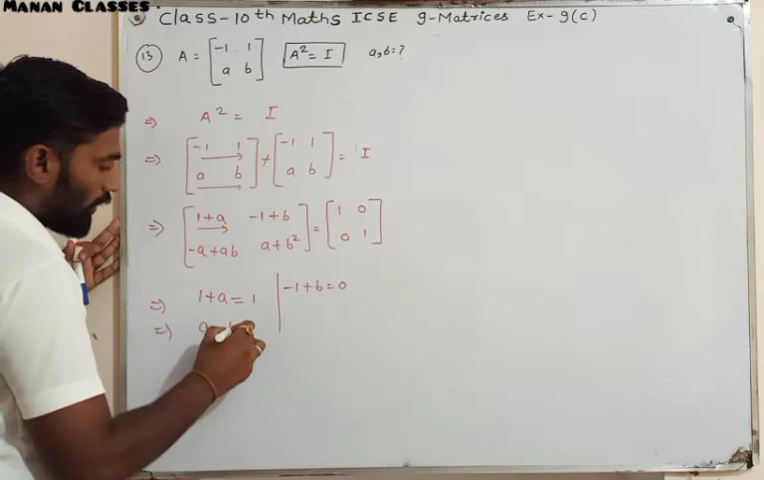 MANAN CLASSES
Class-10th Maths ICSE 9-Matrices Ex-9(c)
(13) A = [-1 1 A² = I a,b=?
a b]
⇒ A² = I
⇒ [-1 1 × [-1 1 = I
a b] a b]
⇒ [1+a -1+b = [1 0
-a+ab a+b²] 0 1]
⇒ 1+a = 1 | -1+b=0
⇒ a